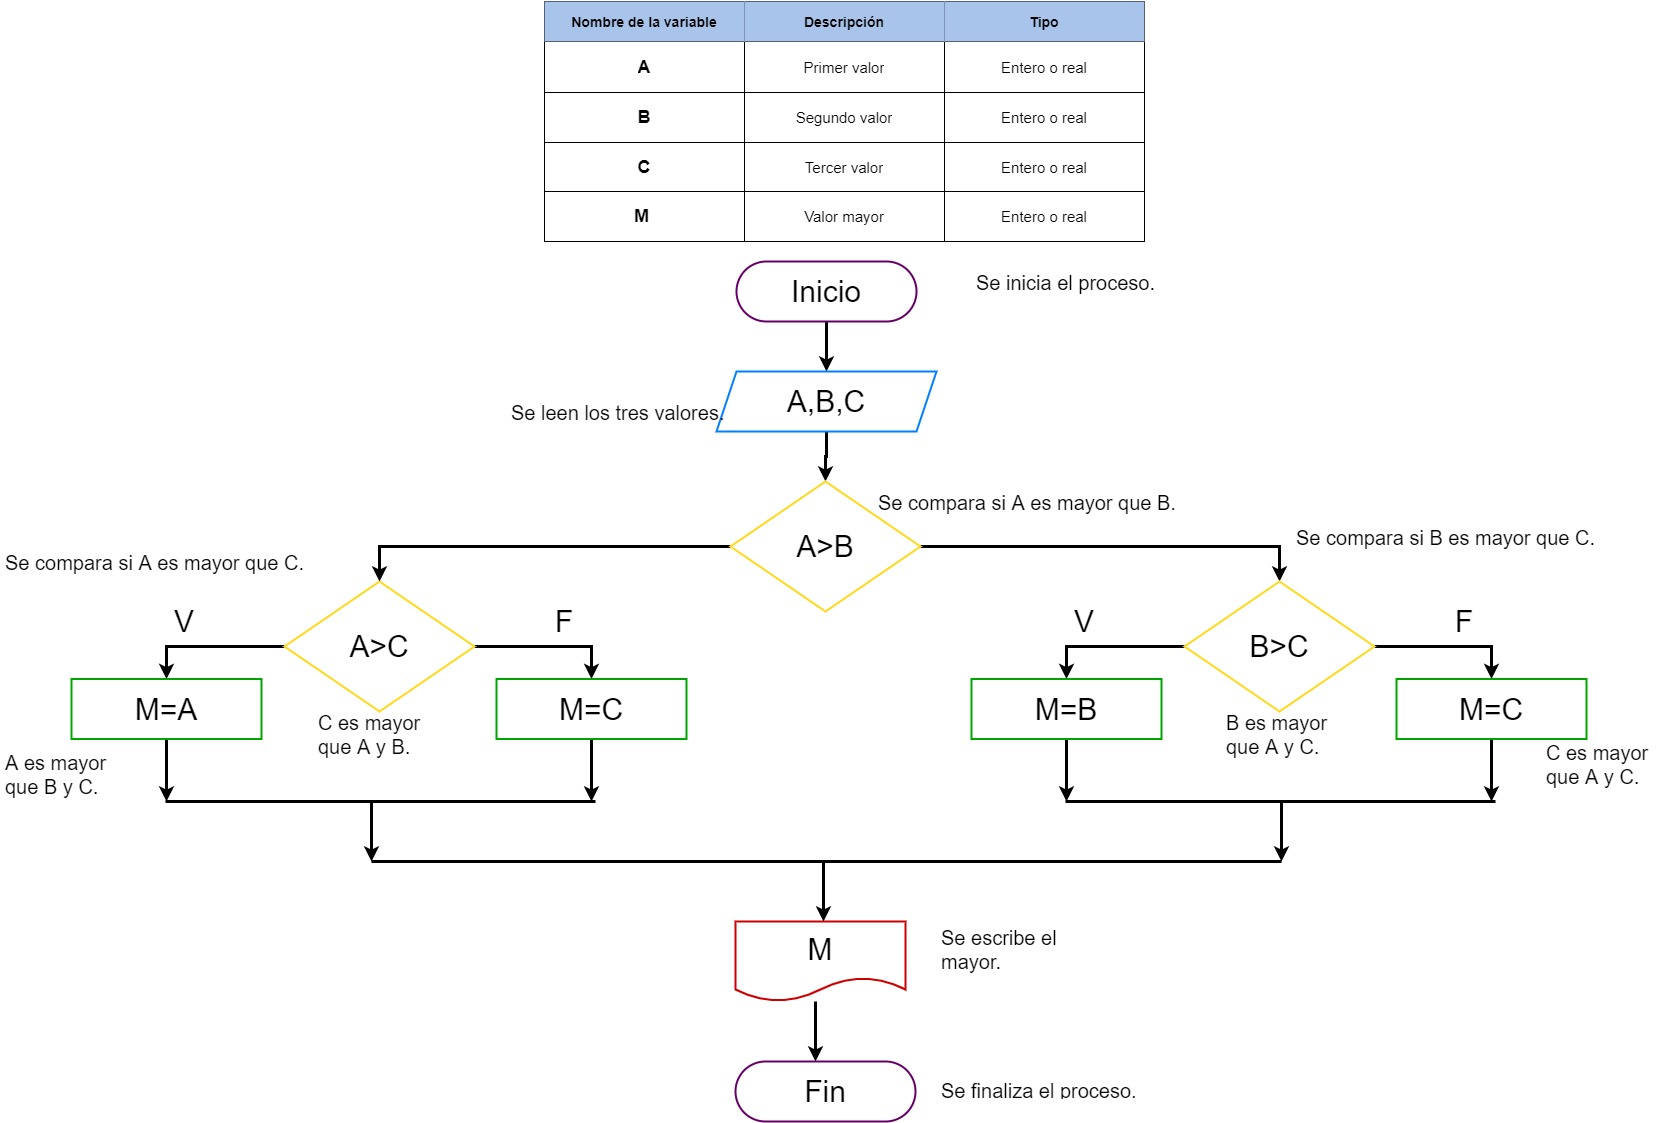 Nombre de la variable Descripción Tipo
A Primer valor Entero o real
B Segundo valor Entero o real
C Tercer valor Entero o real
M Valor mayor Entero o real
Inicio
Se inicia el proceso.
A,B,C
Se leen los tres valores.
Se compara si A es mayor que B.
A>B
Se compara si A es mayor que C.
Se compara si B es mayor que C.
V
F
A>C
V
F
B>C
M=A
M=C
M=B
M=C
C es mayor
que A y B.
B es mayor
que A y C.
A es mayor
que B y C.
C es mayor
que A y C.
M
Se escribe el
mayor.
Fin
Se finaliza el proceso.